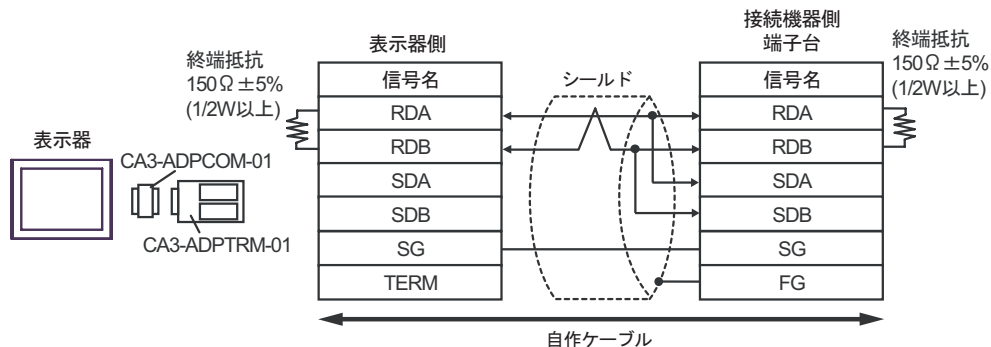 接続機器側
端子台
表示器側
終端抵抗
150Ω±5%
(1/2W以上)
終端抵抗
150Ω±5%
(1/2W以上)
信号名
シールド
信号名
RDA
RDA
RDB
RDB
表示器
CA3-ADPCOM-01
SDA
SDA
SDB
SDB
CA3-ADPTRM-01
SG
SG
TERM
FG
自作ケーブル